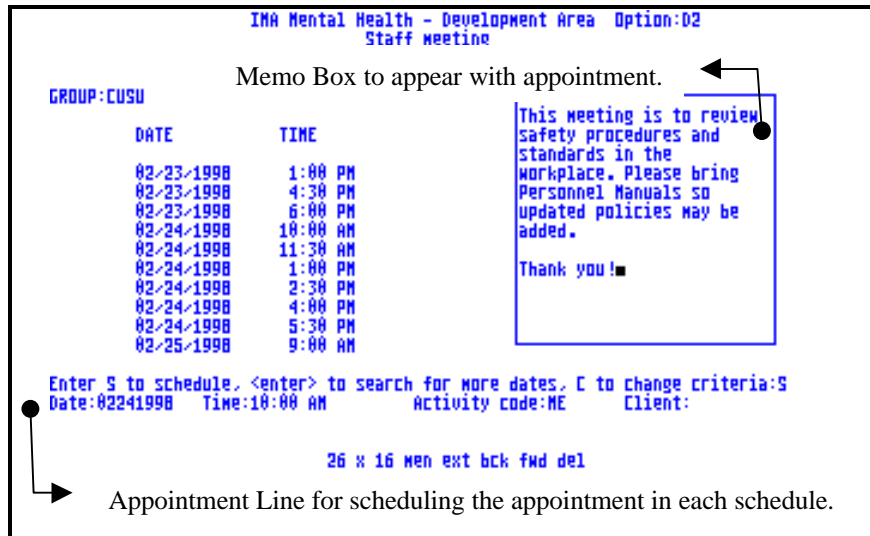 IMA Mental Health - Development Area Option:D2
Staff meeting
Memo Box to appear with appointment.
GROUP:CUSU
DATE TIME
02/23/1998 1:00 PM
02/23/1998 4:30 PM
02/23/1998 6:00 PM
02/24/1998 10:00 AM
02/24/1998 11:30 AM
02/24/1998 1:00 PM
02/24/1998 2:30 PM
02/24/1998 4:00 PM
02/24/1998 5:30 PM
02/25/1998 9:00 AM
This meeting is to review
safety procedures and
standards in the
workplace. Please bring
Personnel Manuals so
updated policies may be
added.
Thank you!
Enter S to schedule, <enter> to search for more dates, C to change criteria:S
Date:02241998 Time:10:00 AM Activity code:ME Client:
26 x 16 men ext bck fwd del
Appointment Line for scheduling the appointment in each schedule.